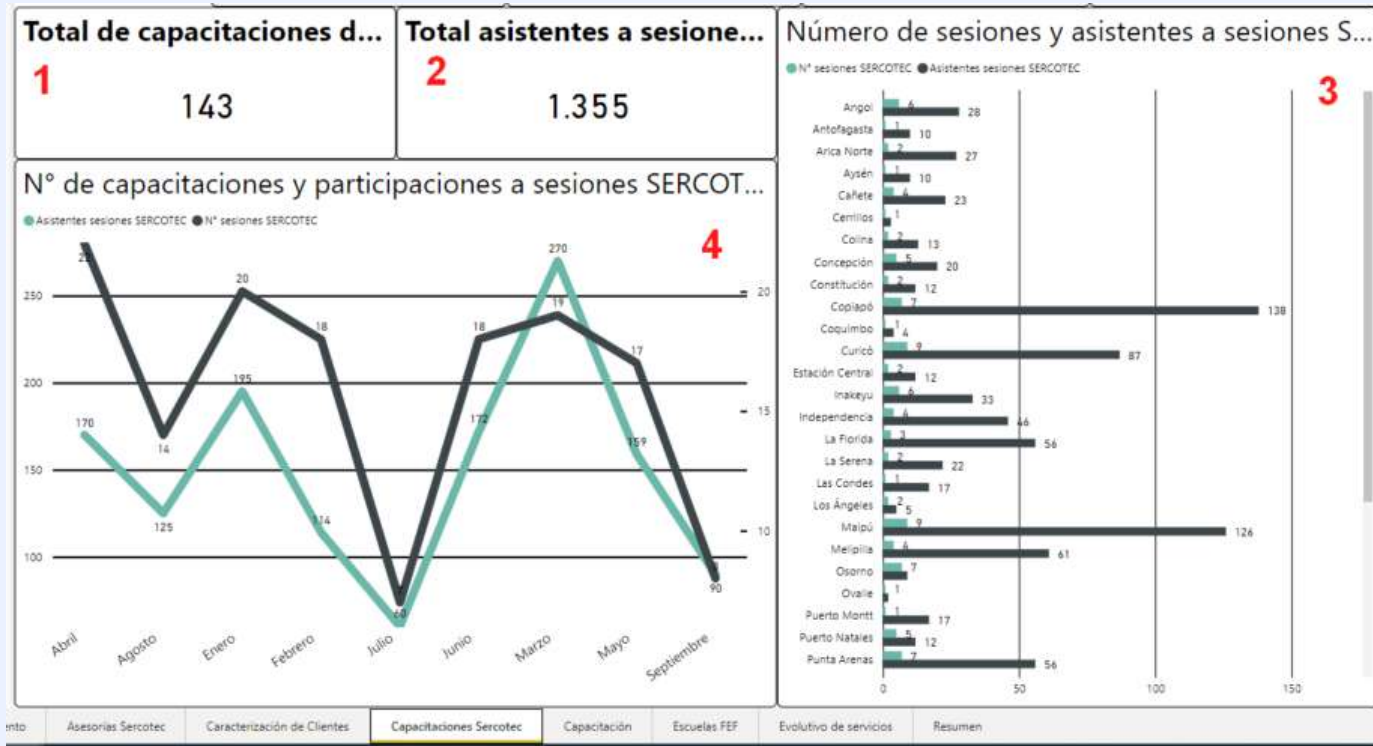 Total de capacitaciones d...
1
143
Total asistentes a sesione...
2
1.355
Número de sesiones y asistentes a sesiones S...
N° sesiones SERCOTEC Asistentes sesiones SERCOTEC
3
Angol 6 28
Antofagasta 1 10
Arica Norte 2 27
Aysén 1 10
Cañete 4 23
Cerrillos 1
Colina 2 13
Concepción 5 20
Constitución 2 12
Copiapó 7 138
Coquimbo 1 4
Curicó 9 87
Estación Central 2 12
Inakeyu 6 33
Independencia 4 46
La Florida 3 56
La Serena 2 22
Las Condes 1 17
Los Ángeles 2 5
Maipú 9 126
Melipilla 4 61
Osorno 7
Ovalle 1
Puerto Montt 1 17
Puerto Natales 5 12
Punta Arenas 7 56
0 50 100 150
N° de capacitaciones y participaciones a sesiones SERCOT...
Asistentes sesiones SERCOTEC N° sesiones SERCOTEC
4
270
20
19
18
18
17
195
170
172
159
14
125
114
60
90
250
200
150
100
20
15
10
Abril Agosto Enero Febrero Julio Junio Marzo Mayo Septiembre
Asesorías Sercotec Caracterización de Clientes Capacitaciones Sercotec Capacitación Escuelas FEF Evolutivo de servicios Resumen